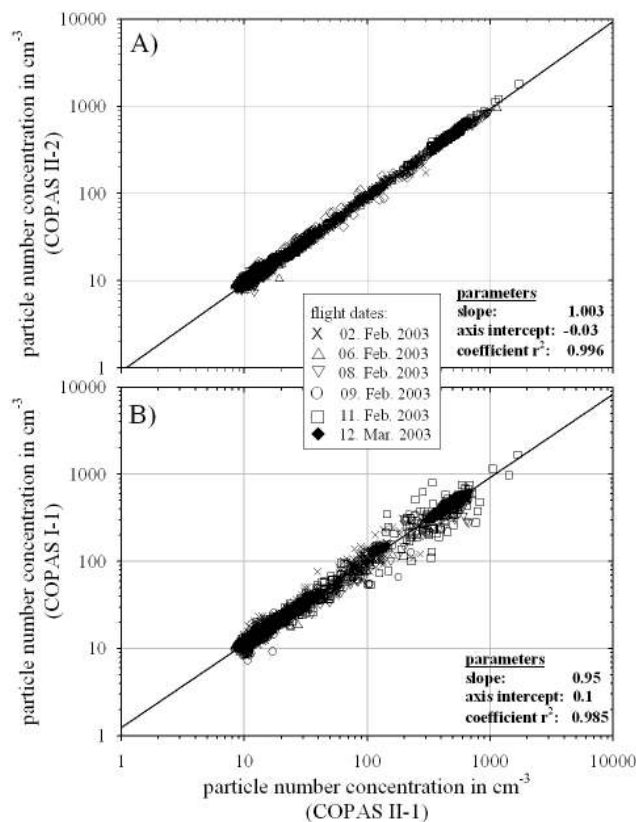 10000
A)
1000
100
10
1
particle number concentration in cm-3
(COPAS II-2)
parameters
slope: 1.003
axis intercept: -0.03
coefficient r2: 0.996
flight dates:
02. Feb. 2003
06. Feb. 2003
08. Feb. 2003
09. Feb. 2003
11. Feb. 2003
12. Mar. 2003
B)
1000
100
10
1
particle number concentration in cm-3
(COPAS I-1)
parameters
slope: 0.95
axis intercept: 0.1
coefficient r2: 0.985
1 10 100 1000 10000
particle number concentration in cm-3
(COPAS II-1)